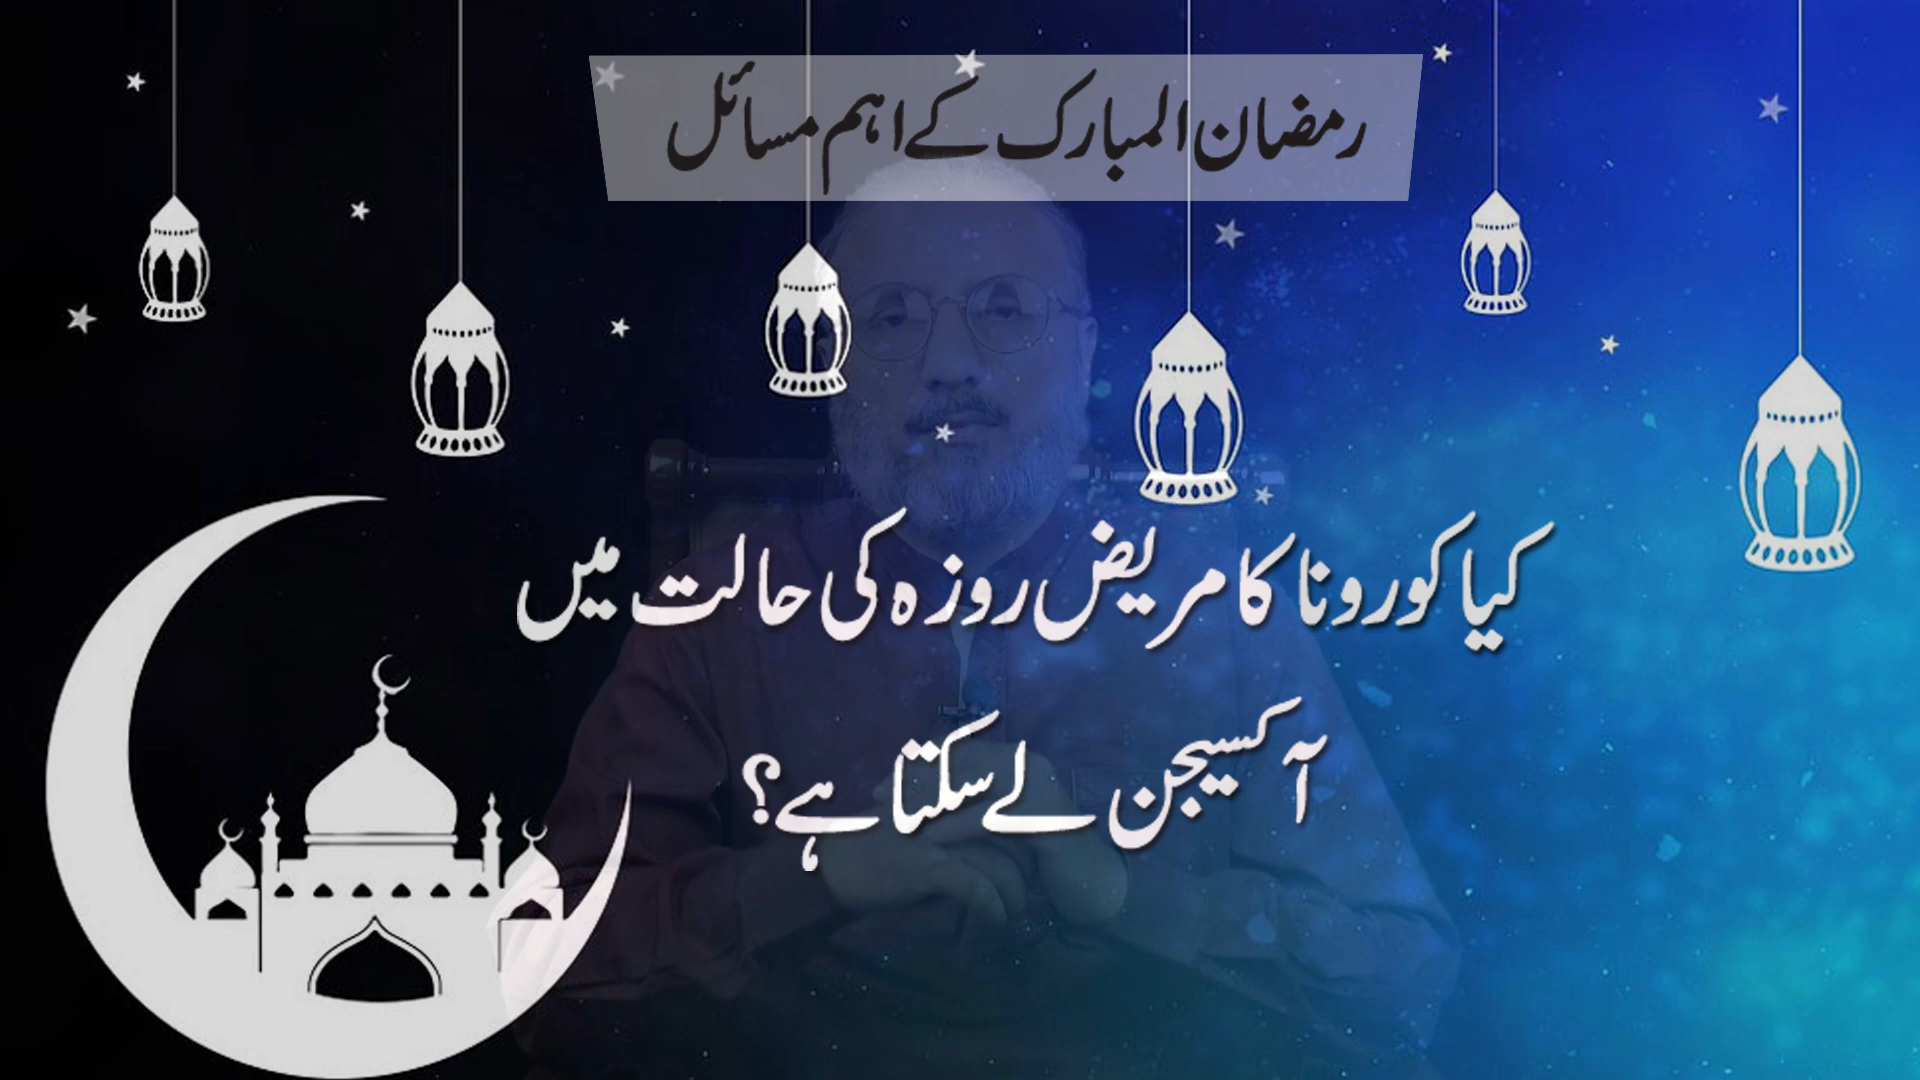 رمضان المبارک کے اہم مسائل
کیا کورونا کا مریض روزہ کی حالت میں
آکسیجن لے سکتا ہے؟